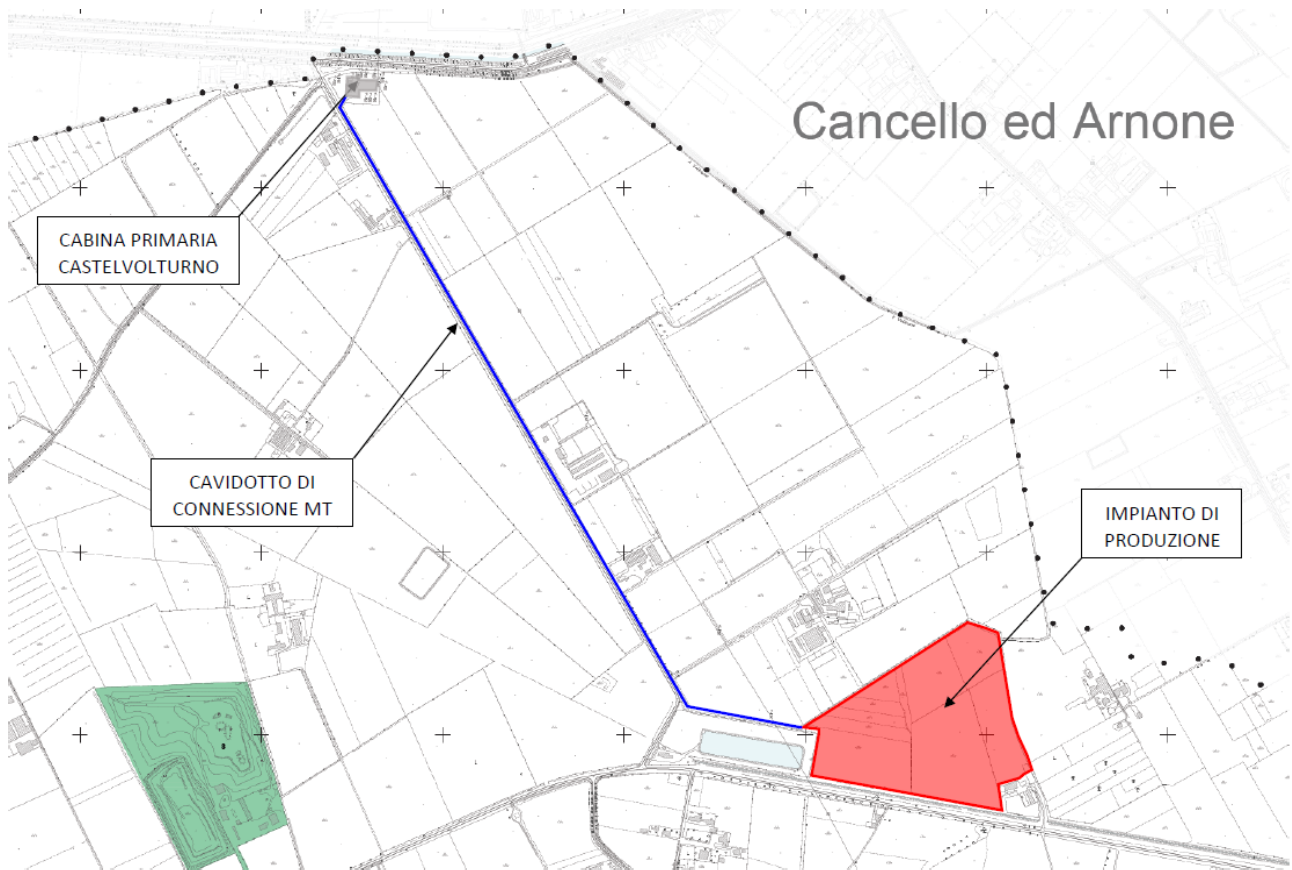 Cancello ed Arnone
CABINA PRIMARIA
CASTELVOLTURNO
CAVIDOTTO DI
CONNESSIONE MT
IMPIANTO DI
PRODUZIONE